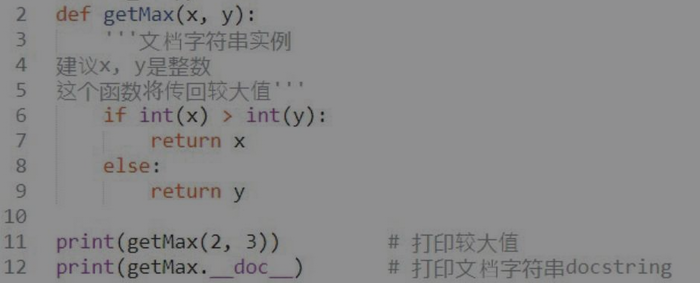 2 def getMax(x, y):
3     '''文档字符串实例
4 建议x, y是整数
5 这个函数将传回较大值'''
6     if int(x) > int(y):
7         return x
8     else:
9         return y
10
11 print(getMax(2, 3))         # 打印较大值
12 print(getMax.__doc__)       # 打印文档字符串docstring